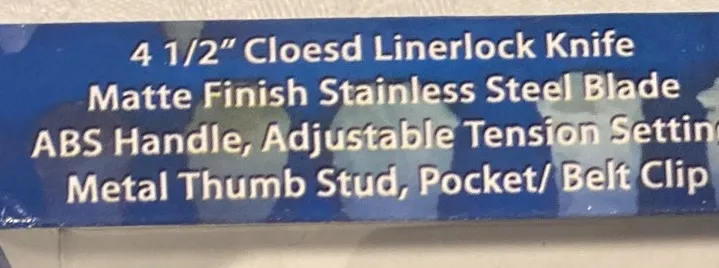 4 1/2" Cloesd Linerlock Knife
Matte Finish Stainless Steel Blade
ABS Handle, Adjustable Tension Settin
Metal Thumb Stud, Pocket/ Belt Clip